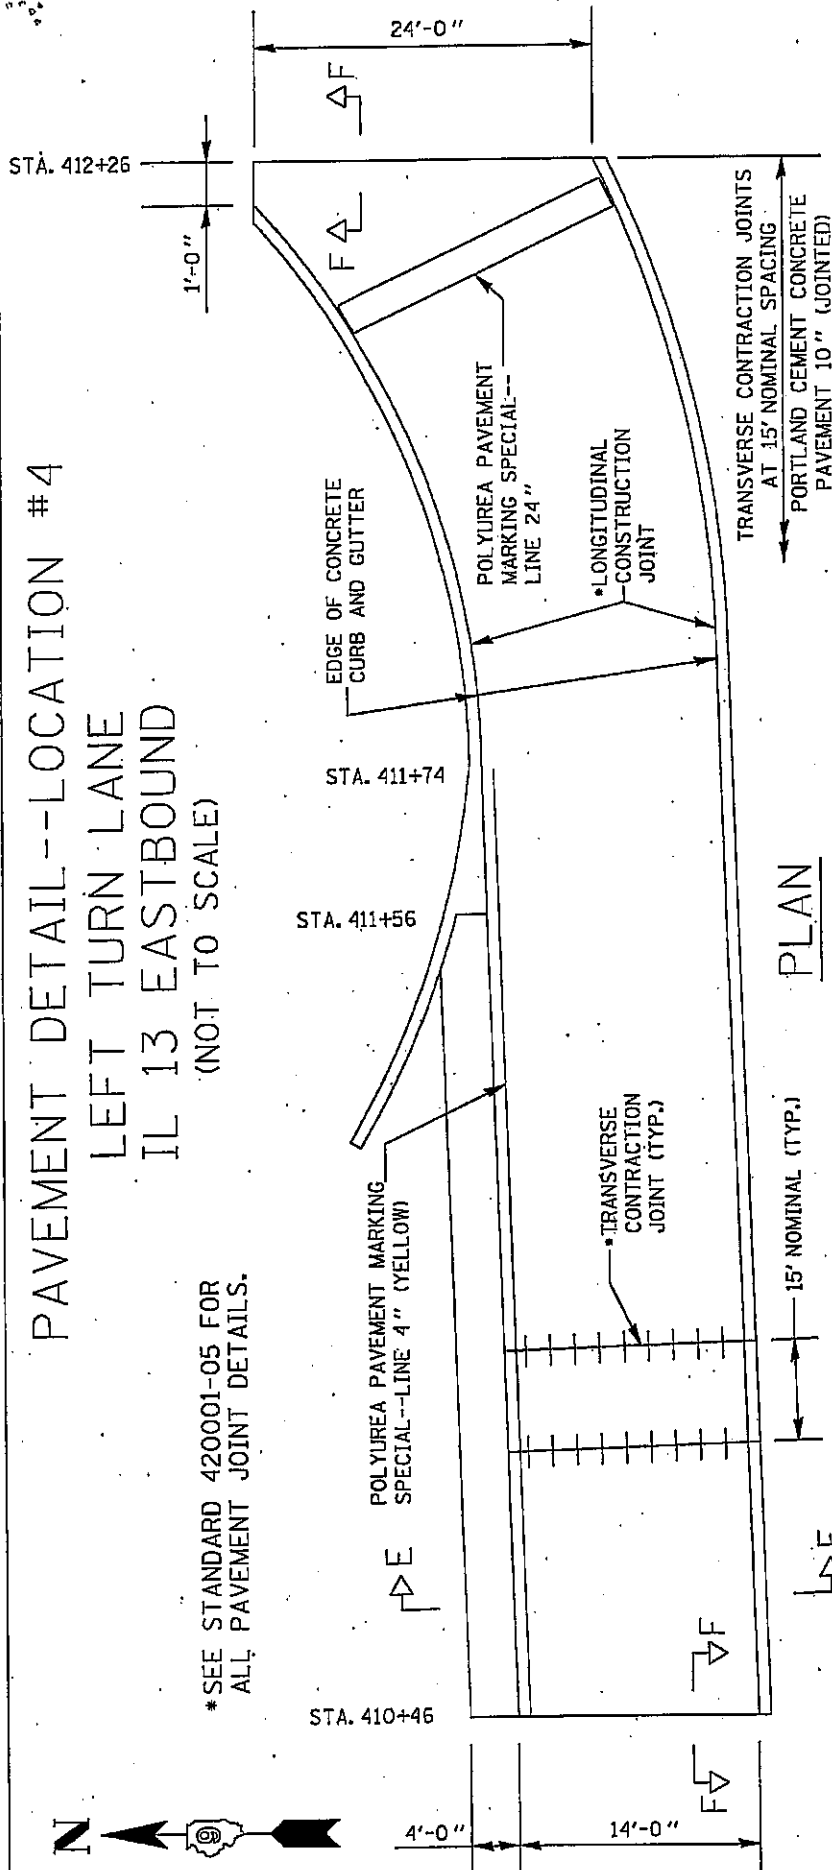 PAVEMENT DETAIL--LOCATION #4
LEFT TURN LANE
IL 13 EASTBOUND
(NOT TO SCALE)
*SEE STANDARD 420001-05 FOR
ALL PAVEMENT JOINT DETAILS.
N
9
STA. 412+26
1'-0"
24'-0"
F
F
EDGE OF CONCRETE
CURB AND GUTTER
POLYUREA PAVEMENT
MARKING SPECIAL--
LINE 24"
*LONGITUDINAL
CONSTRUCTION
JOINT
TRANSVERSE CONTRACTION JOINTS
AT 15' NOMINAL SPACING
PORTLAND CEMENT CONCRETE
PAVEMENT 10" (JOINTED)
STA. 411+74
STA. 411+56
POLYUREA PAVEMENT MARKING
SPECIAL--LINE 4" (YELLOW)
*TRANSVERSE
CONTRACTION
JOINT (TYP.)
15' NOMINAL (TYP.)
PLAN
E
E
STA. 410+46
F
F
4'-0"
14'-0"